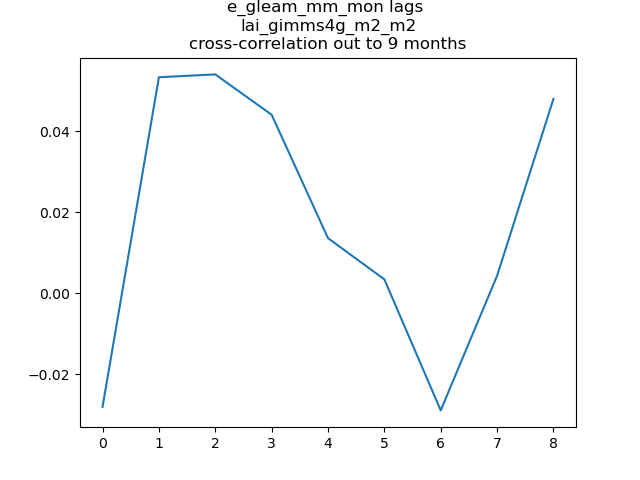 e_gleam_mm_mon lags
lai_gimms4g_m2_m2
cross-correlation out to 9 months
0.04
0.02
0.00
−0.02
0 1 2 3 4 5 6 7 8